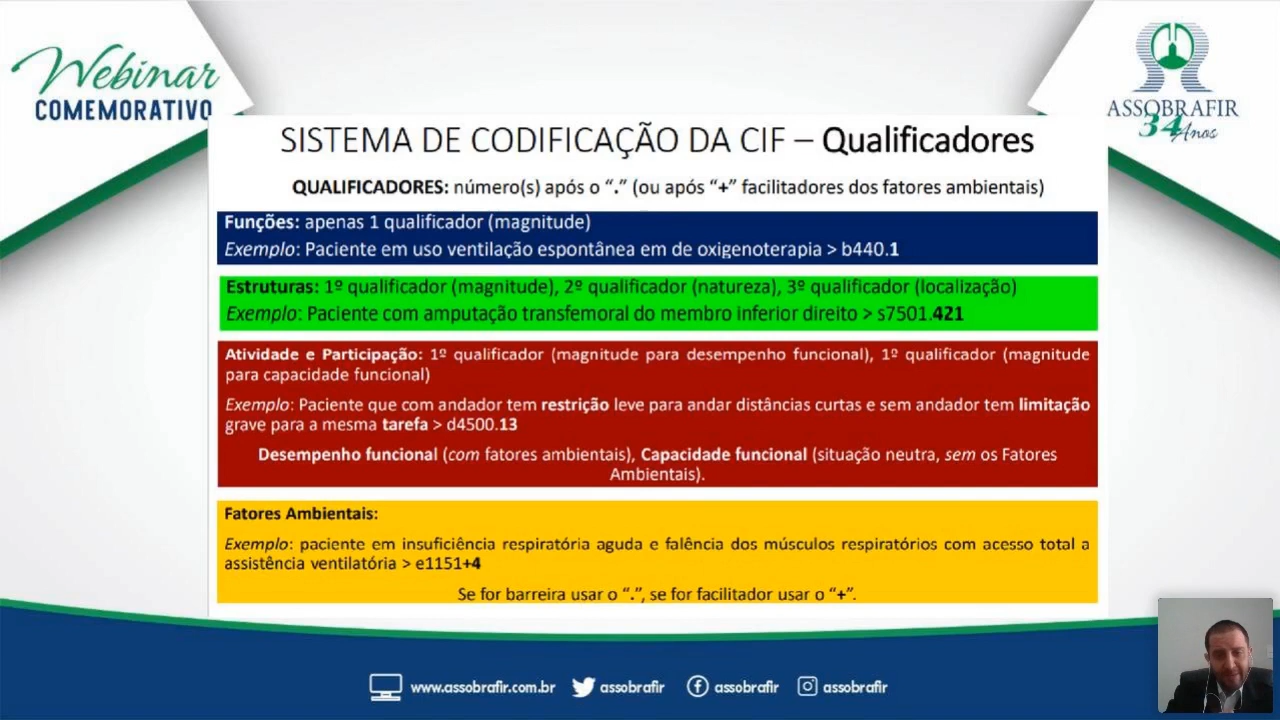 Webinar
COMEMORATIVO
ASSOBRAFIR
34 Anos
SISTEMA DE CODIFICAÇÃO DA CIF – Qualificadores
QUALIFICADORES: número(s) após o “.” (ou após “+” facilitadores dos fatores ambientais)
Funções: apenas 1 qualificador (magnitude)
Exemplo: Paciente em uso ventilação espontânea em de oxigenoterapia > b440.1
Estruturas: 1º qualificador (magnitude), 2º qualificador (natureza), 3º qualificador (localização)
Exemplo: Paciente com amputação transfemoral do membro inferior direito > s7501.421
Atividade e Participação: 1º qualificador (magnitude para desempenho funcional), 1º qualificador (magnitude
para capacidade funcional)
Exemplo: Paciente que com andador tem restrição leve para andar distâncias curtas e sem andador tem limitação
grave para a mesma tarefa > d4500.13
Desempenho funcional (com fatores ambientais), Capacidade funcional (situação neutra, sem os Fatores
Ambientais).
Fatores Ambientais:
Exemplo: paciente em insuficiência respiratória aguda e falência dos músculos respiratórios com acesso total a
assistência ventilatória > e1151+4
Se for barreira usar o “.”, se for facilitador usar o “+”.
www.assobrafir.com.br assobrafir assobrafir assobrafir